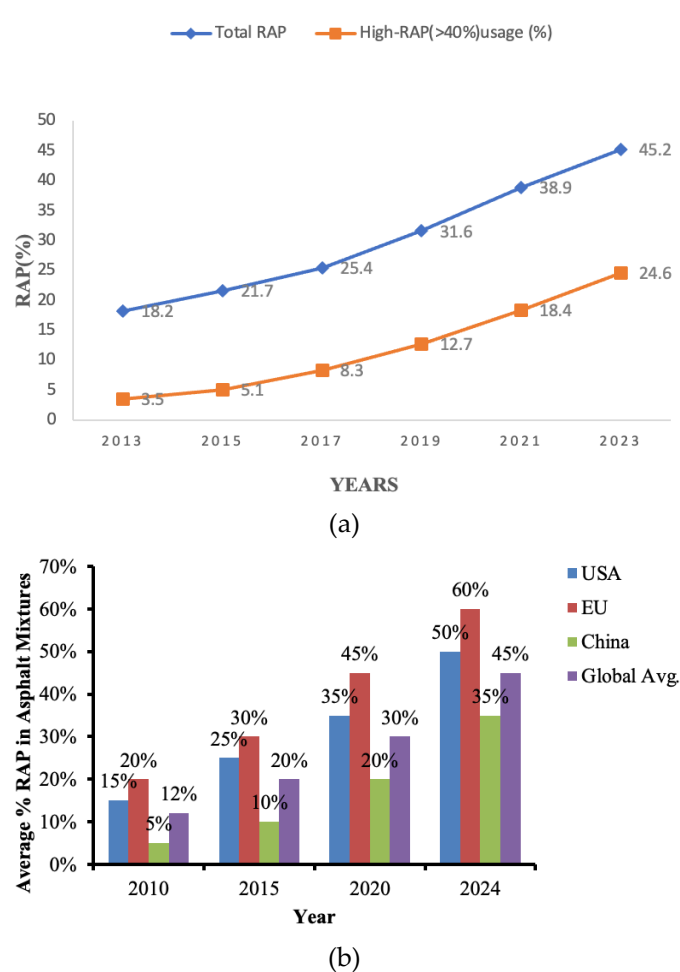 Total RAP High-RAP(>40%)usage (%)
RAP(%)
50
45
40
35
30
25
20
15
10
5
0
45.2
38.9
31.6
25.4
21.7
18.2
24.6
18.4
12.7
8.3
5.1
3.5
2013 2015 2017 2019 2021 2023
YEARS
(a)
Average % RAP in Asphalt Mixtures
70%
60%
50%
40%
30%
20%
10%
0%
15% 20% 5% 12%
25% 30% 10% 20%
35% 45% 20% 30%
50% 60% 35% 45%
2010 2015 2020 2024
Year
USA
EU
China
Global Avg.
(b)